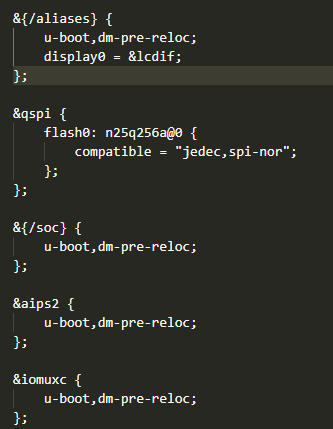 &{/aliases} {
    u-boot,dm-pre-reloc;
    display0 = &lcdif;
};

&qspi {
    flash0: n25q256a@0 {
        compatible = "jedec,spi-nor";
    };
};

&{/soc} {
    u-boot,dm-pre-reloc;
};

&aips2 {
    u-boot,dm-pre-reloc;
};

&iomuxc {
    u-boot,dm-pre-reloc;
};